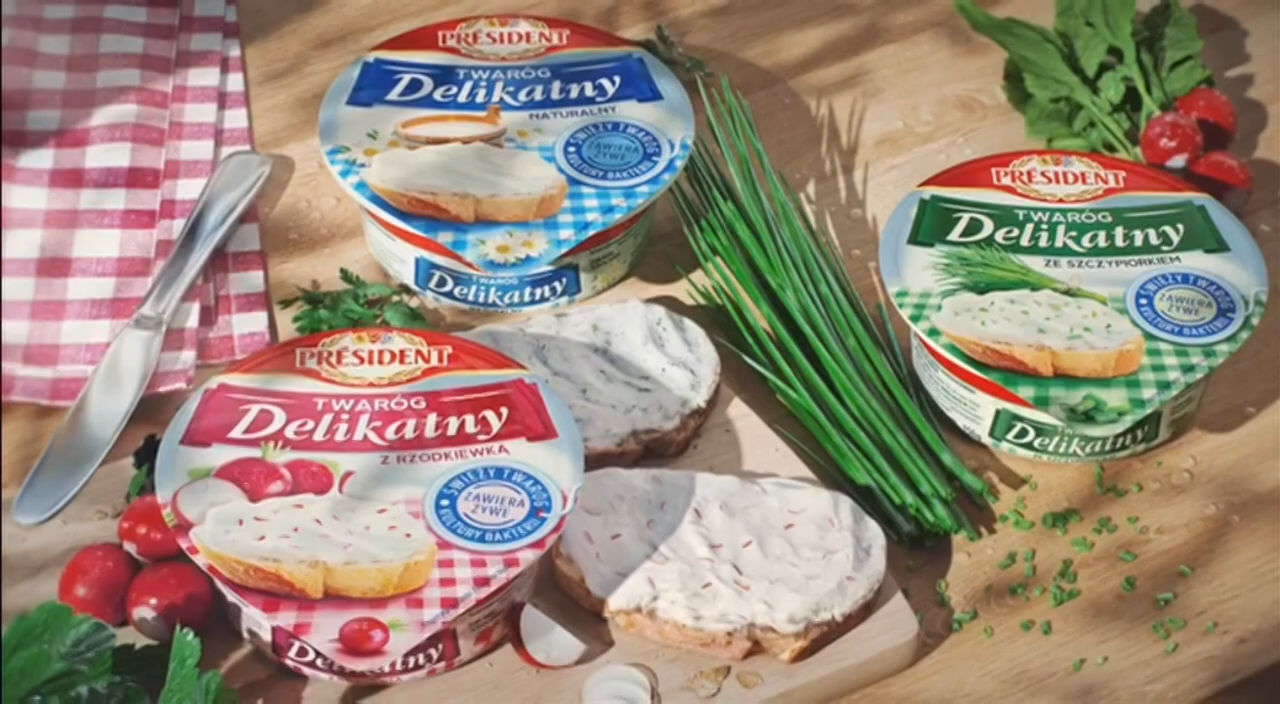 PRÉSIDENT
TWARÓG
Delikatny
NATURALNY
ŚWIEŻY TWARÓG
ZAWIERA
ŻYWE
KULTURY BAKTERII
TWARÓG
Delikatny
PRÉSIDENT
TWARÓG
Delikatny
ZE SZCZYPIORKIEM
ŚWIEŻY TWARÓG
ZAWIERA
ŻYWE
KULTURY BAKTERII
Delikatny
PRÉSIDENT
TWARÓG
Delikatny
Z RZODKIEWKĄ
ŚWIEŻY TWARÓG
ZAWIERA
ŻYWE
KULTURY BAKTERII
Delikatny